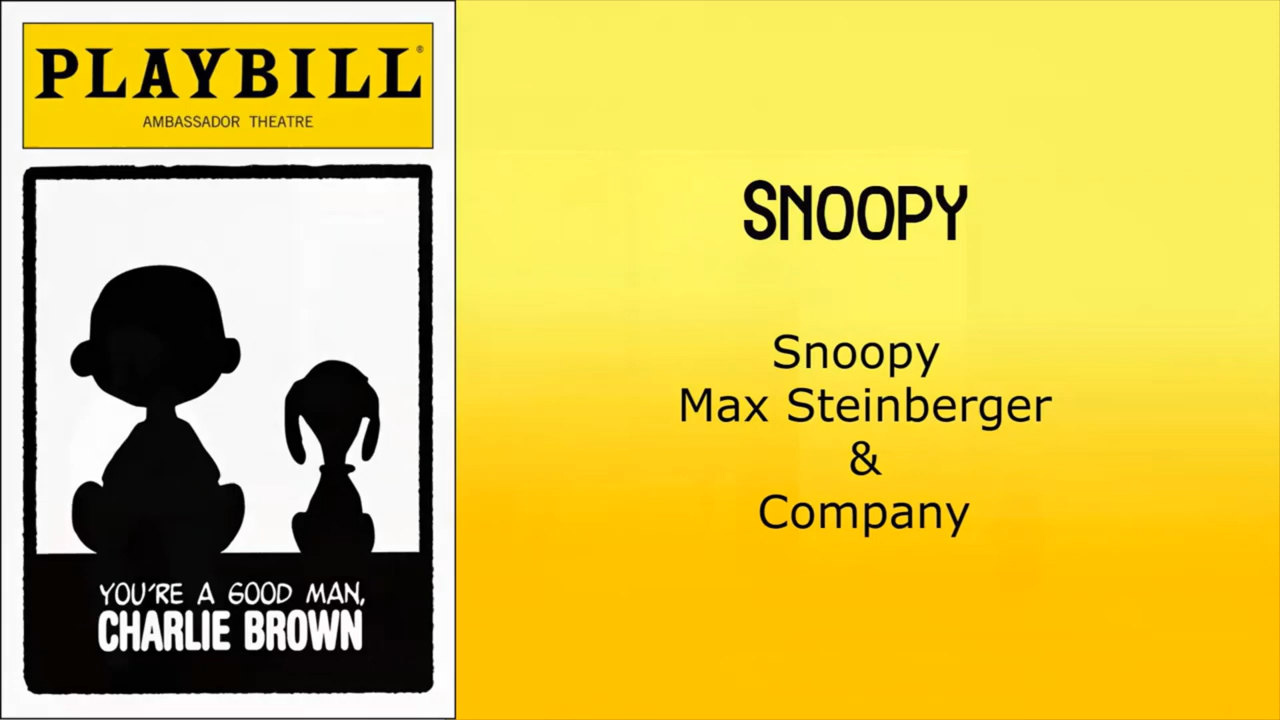 PLAYBILL®
AMBASSADOR THEATRE
YOU'RE A GOOD MAN,
CHARLIE BROWN
SNOOPY
Snoopy
Max Steinberger
&
Company